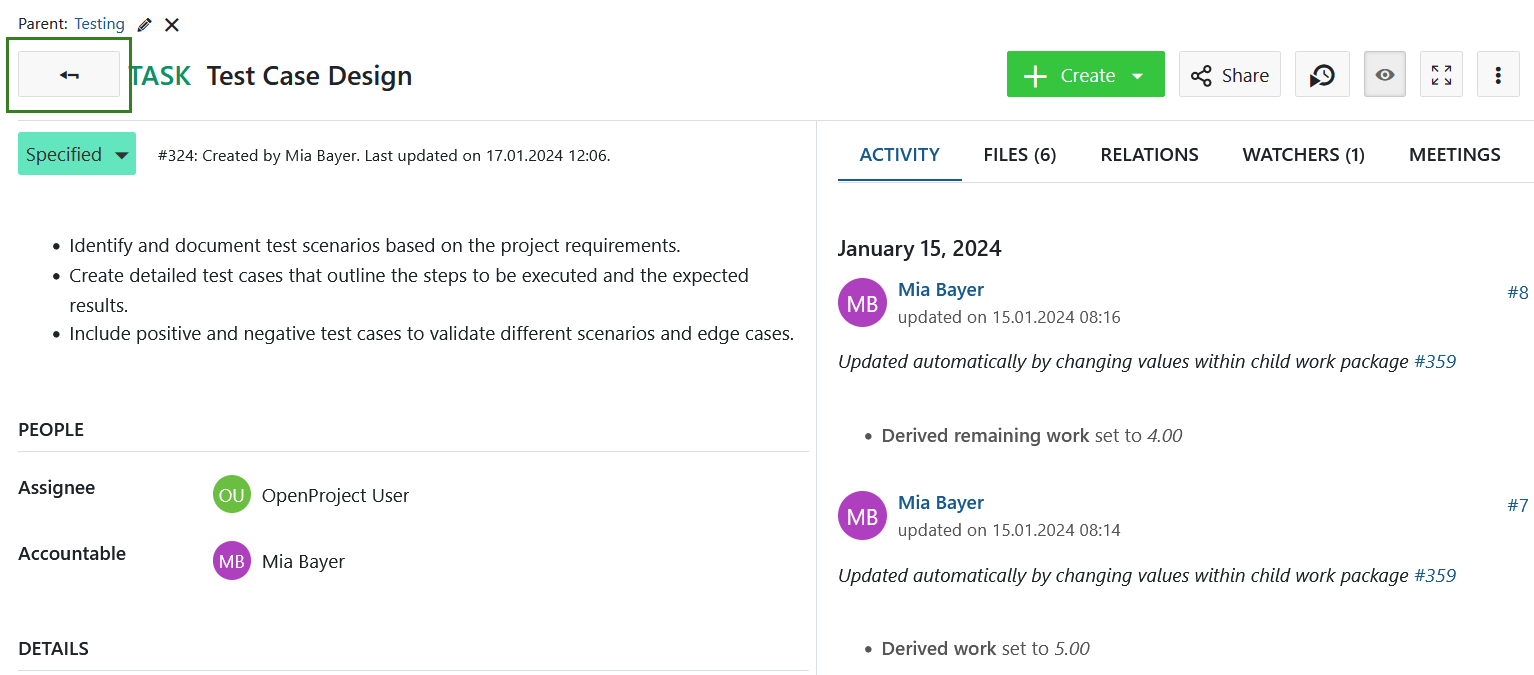 Parent: Testing
TASK Test Case Design
Create
Share
Specified
#324: Created by Mia Bayer. Last updated on 17.01.2024 12:06.
Identify and document test scenarios based on the project requirements.
Create detailed test cases that outline the steps to be executed and the expected
results.
Include positive and negative test cases to validate different scenarios and edge cases.
PEOPLE
Assignee
OU OpenProject User
Accountable
MB Mia Bayer
DETAILS
ACTIVITY FILES (6) RELATIONS WATCHERS (1) MEETINGS
January 15, 2024
MB Mia Bayer #8
updated on 15.01.2024 08:16
Updated automatically by changing values within child work package #359
Derived remaining work set to 4.00
MB Mia Bayer #7
updated on 15.01.2024 08:14
Updated automatically by changing values within child work package #359
Derived work set to 5.00